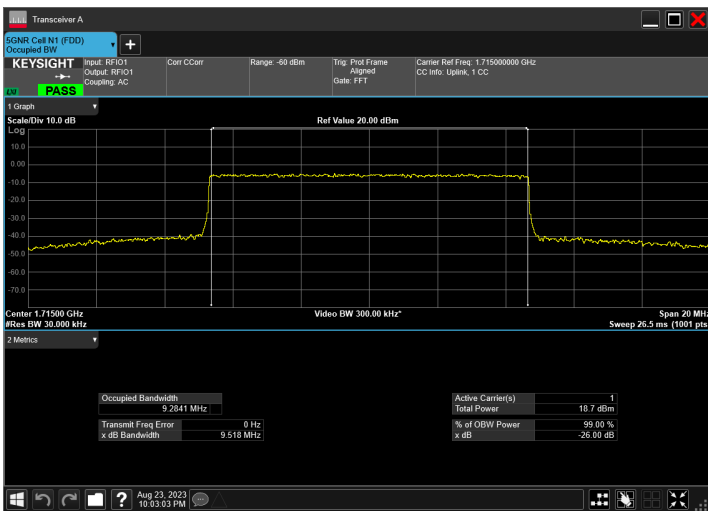 Transceiver A
5GNR Cell N1 (FDD)
Occupied BW
+
KEYSIGHT
LXI
PASS
Input: RFIO1
Output: RFIO1
Coupling: AC
Corr CCorr
Range: -60 dBm
Trig: Prot Frame
Aligned
Gate: FFT
Carrier Ref Freq: 1.715000000 GHz
CC Info: Uplink, 1 CC
1 Graph
Scale/Div 10.0 dB
Ref Value 20.00 dBm
Log
10.0
0.00
-10.0
-20.0
-30.0
-40.0
-50.0
-60.0
-70.0
Center 1.71500 GHz
Video BW 300.00 kHz*
Span 20 MHz
#Res BW 30.000 kHz
Sweep 26.5 ms (1001 pts
2 Metrics
Occupied Bandwidth
9.2841 MHz
Transmit Freq Error 0 Hz
x dB Bandwidth 9.518 MHz
Active Carrier(s) 1
Total Power 18.7 dBm
% of OBW Power 99.00 %
x dB -26.00 dB
?
Aug 23, 2023
10:03:03 PM